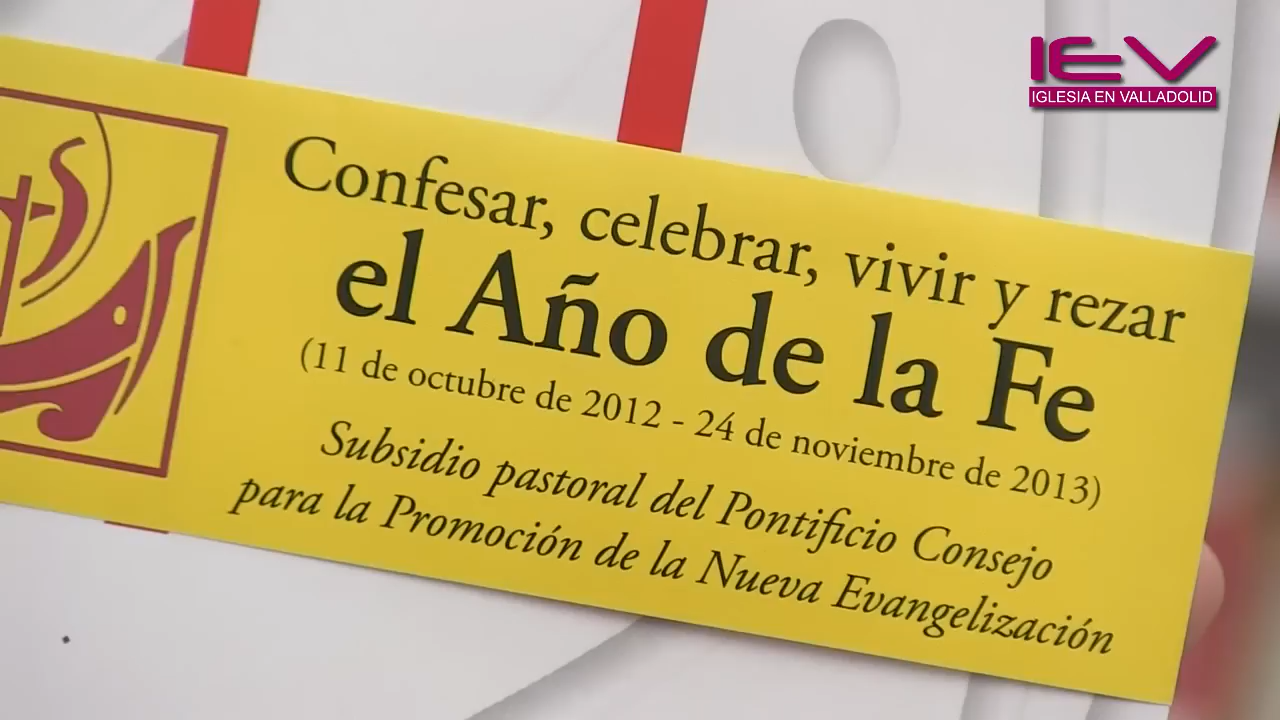 IEV
IGLESIA EN VALLADOLID
Confesar, celebrar, vivir y rezar
el Año de la Fe
(11 de octubre de 2012 - 24 de noviembre de 2013)
Subsidio pastoral del Pontificio Consejo
para la Promoción de la Nueva Evangelización